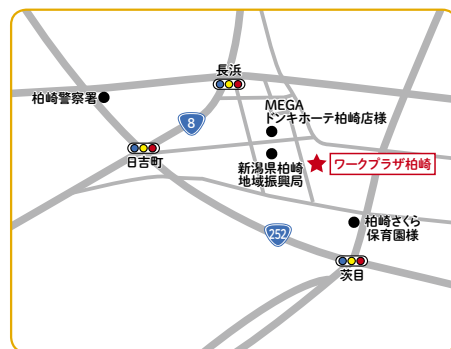 長浜
柏崎警察署
MEGA
ドンキホーテ柏崎店様
8
日吉町
新潟県柏崎
地域振興局
ワークプラザ柏崎
柏崎さくら
保育園様
252
茨目